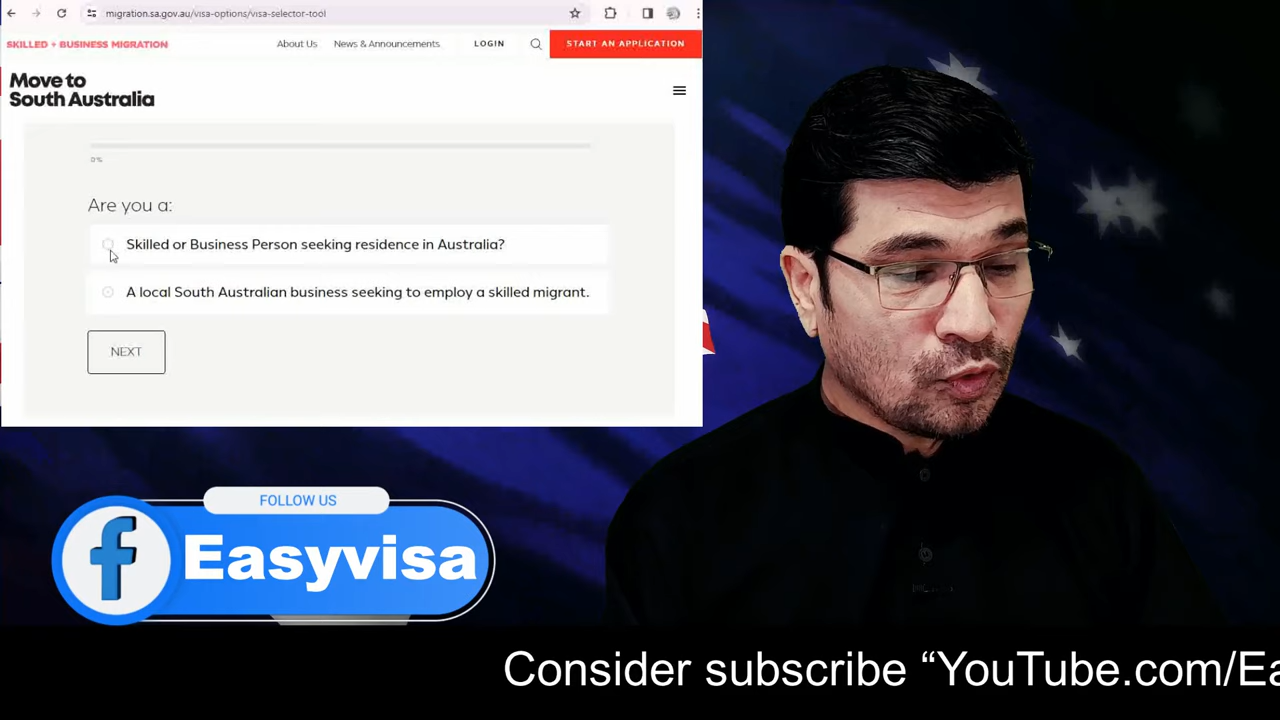 migration.sa.gov.au/visa-options/visa-selector-tool
SKILLED + BUSINESS MIGRATION
About Us
News & Announcements
LOGIN
START AN APPLICATION
Move to
South Australia
0%
Are you a:
Skilled or Business Person seeking residence in Australia?
A local South Australian business seeking to employ a skilled migrant.
NEXT
FOLLOW US
f
Easyvisa
Consider subscribe “YouTube.com/Ea